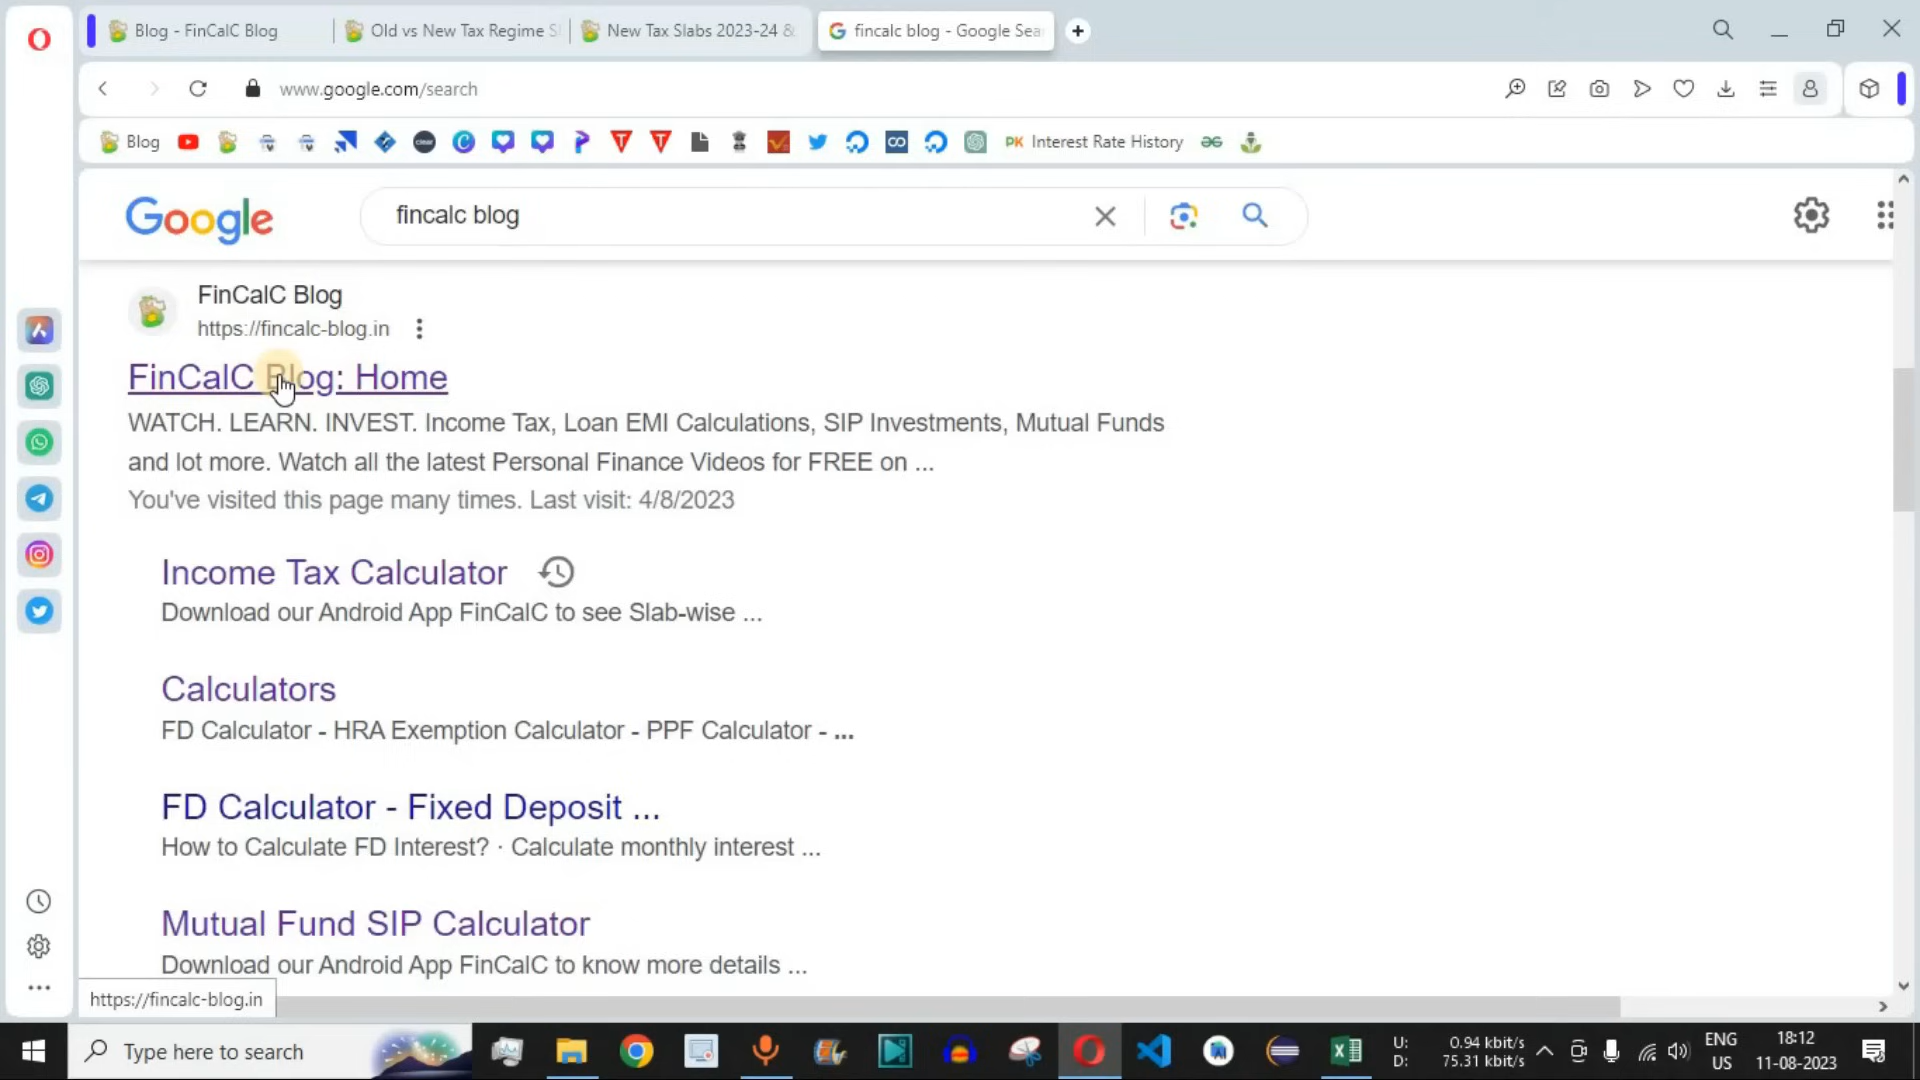 Blog - FinCalC Blog
Old vs New Tax Regime S
New Tax Slabs 2023-24 &
fincalc blog - Google Sea
www.google.com/search
Blog
PK Interest Rate History
Google
fincalc blog
FinCalC Blog
https://fincalc-blog.in
FinCalC Blog: Home
WATCH. LEARN. INVEST. Income Tax, Loan EMI Calculations, SIP Investments, Mutual Funds
and lot more. Watch all the latest Personal Finance Videos for FREE on ...
You've visited this page many times. Last visit: 4/8/2023
Income Tax Calculator
Download our Android App FinCalC to see Slab-wise ...
Calculators
FD Calculator - HRA Exemption Calculator - PPF Calculator - ...
FD Calculator - Fixed Deposit ...
How to Calculate FD Interest? · Calculate monthly interest ...
Mutual Fund SIP Calculator
Download our Android App FinCalC to know more details ...
https://fincalc-blog.in
Type here to search
U: 0.94 kbit/s
D: 75.31 kbit/s
ENG
US
18:12
11-08-2023